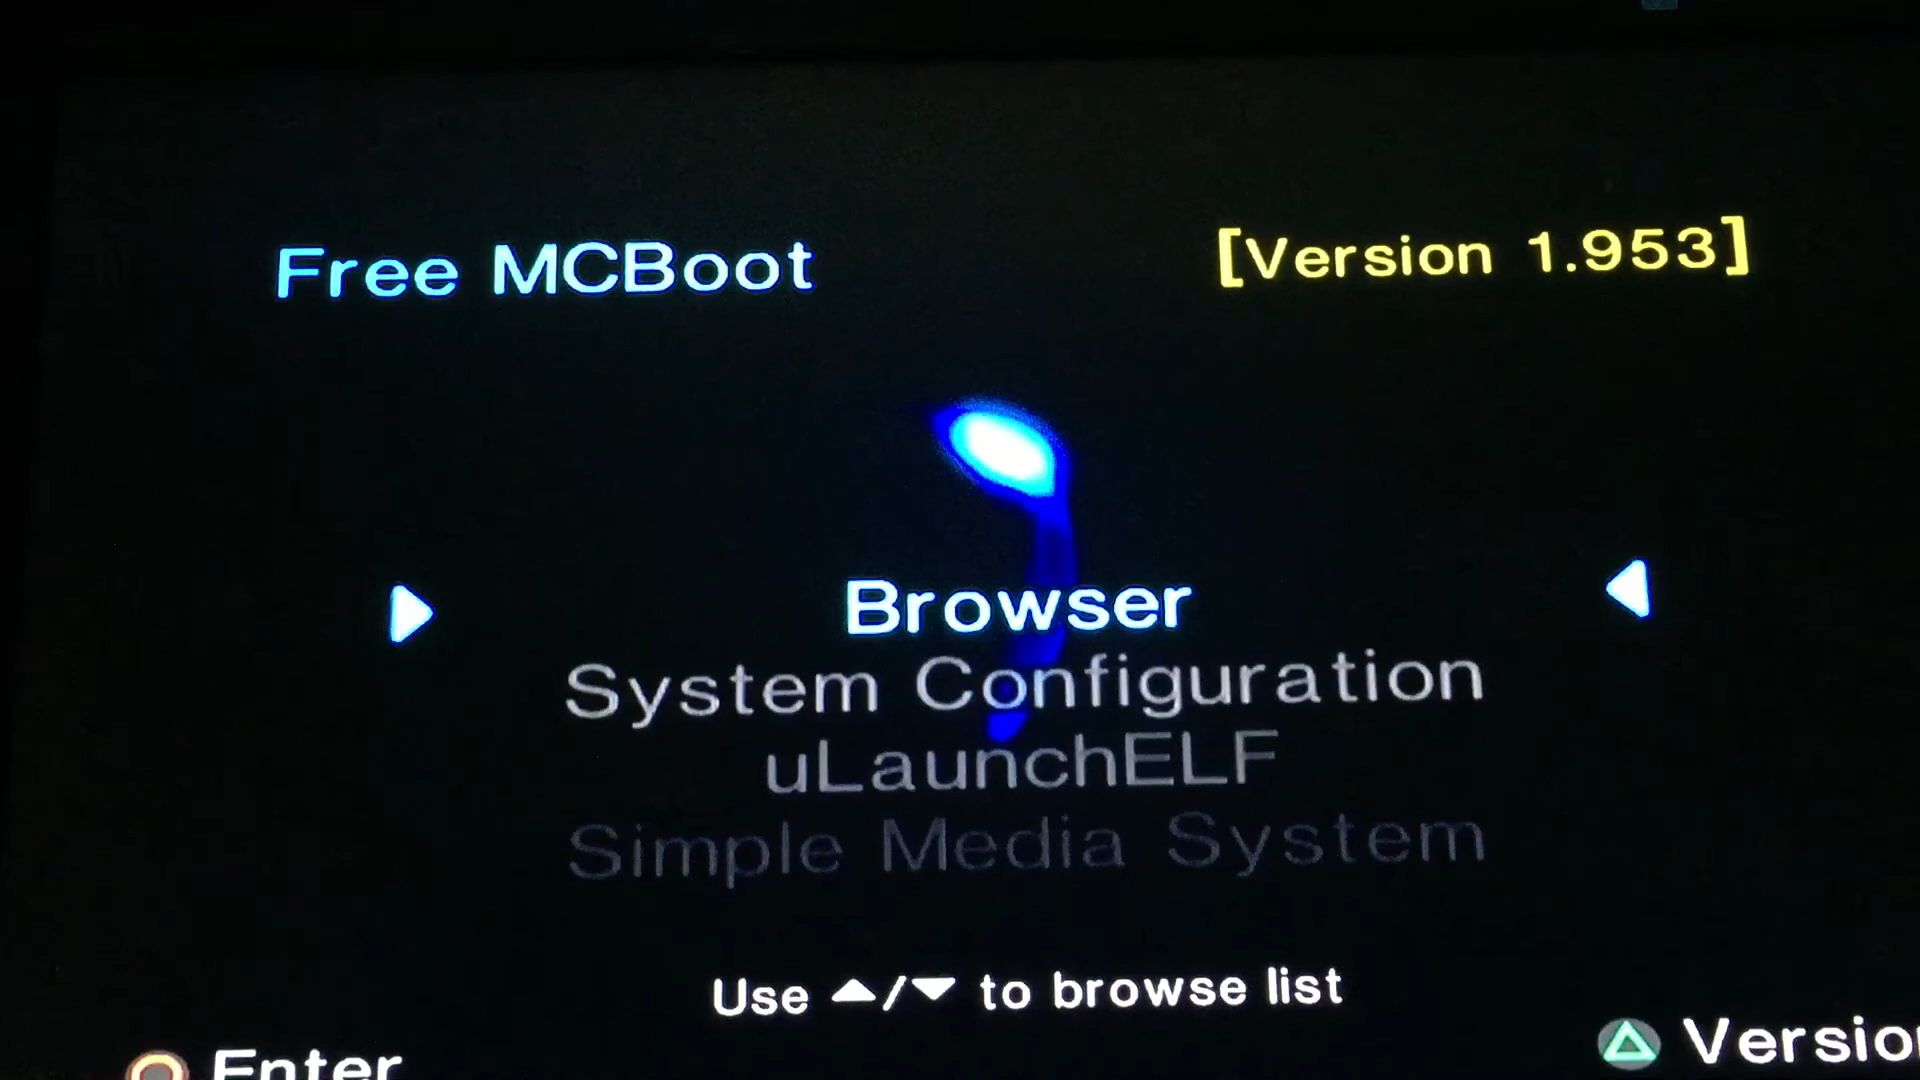 Free MCBoot
[Version 1.953]
Browser
System Configuration
uLaunchELF
Simple Media System
Use ▲/▼ to browse list
Enter
Versio